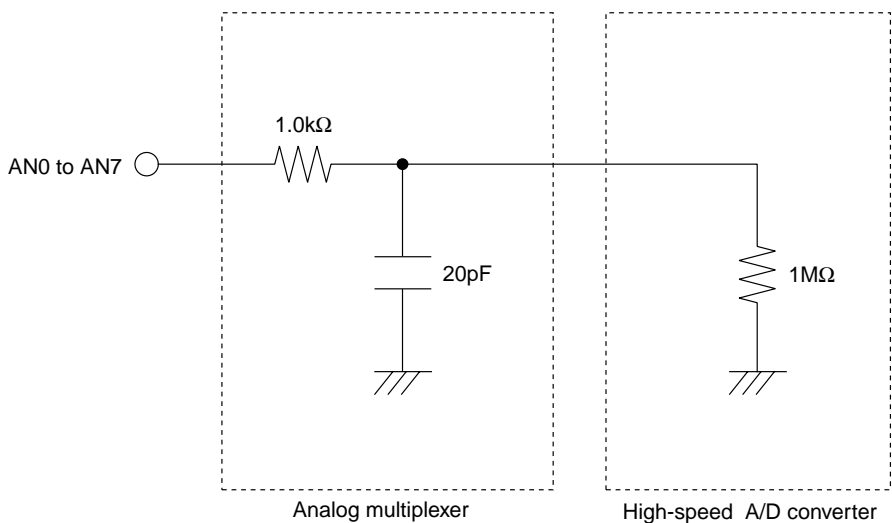 1.0kΩ
AN0 to AN7
20pF
1MΩ
Analog multiplexer
High-speed A/D converter